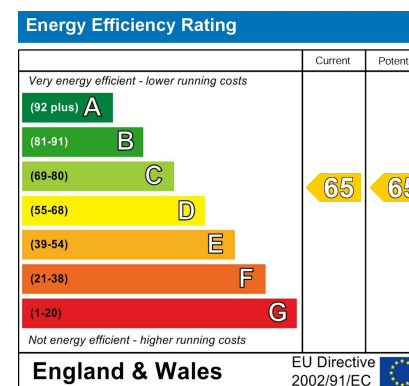 Energy Efficiency Rating
Current Potent
Very energy efficient - lower running costs
(92 plus) A
(81-91) B
(69-80) C
65 65
(55-68) D
(39-54) E
(21-38) F
(1-20) G
Not energy efficient - higher running costs
England & Wales
EU Directive
2002/91/EC